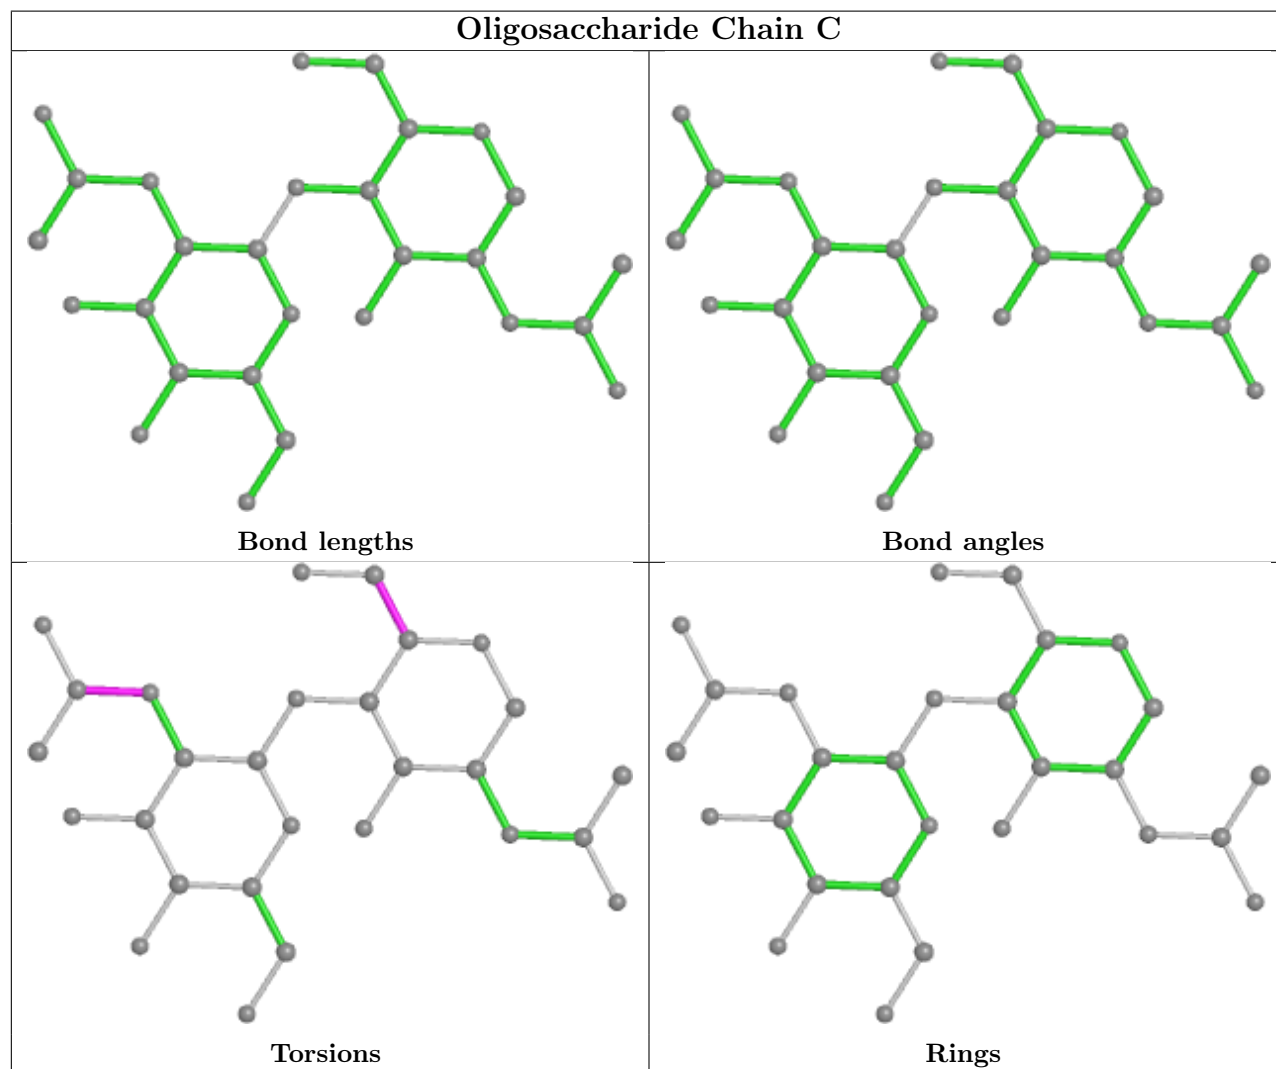 Oligosaccharide Chain C
Bond lengths
Bond angles
Torsions
Rings